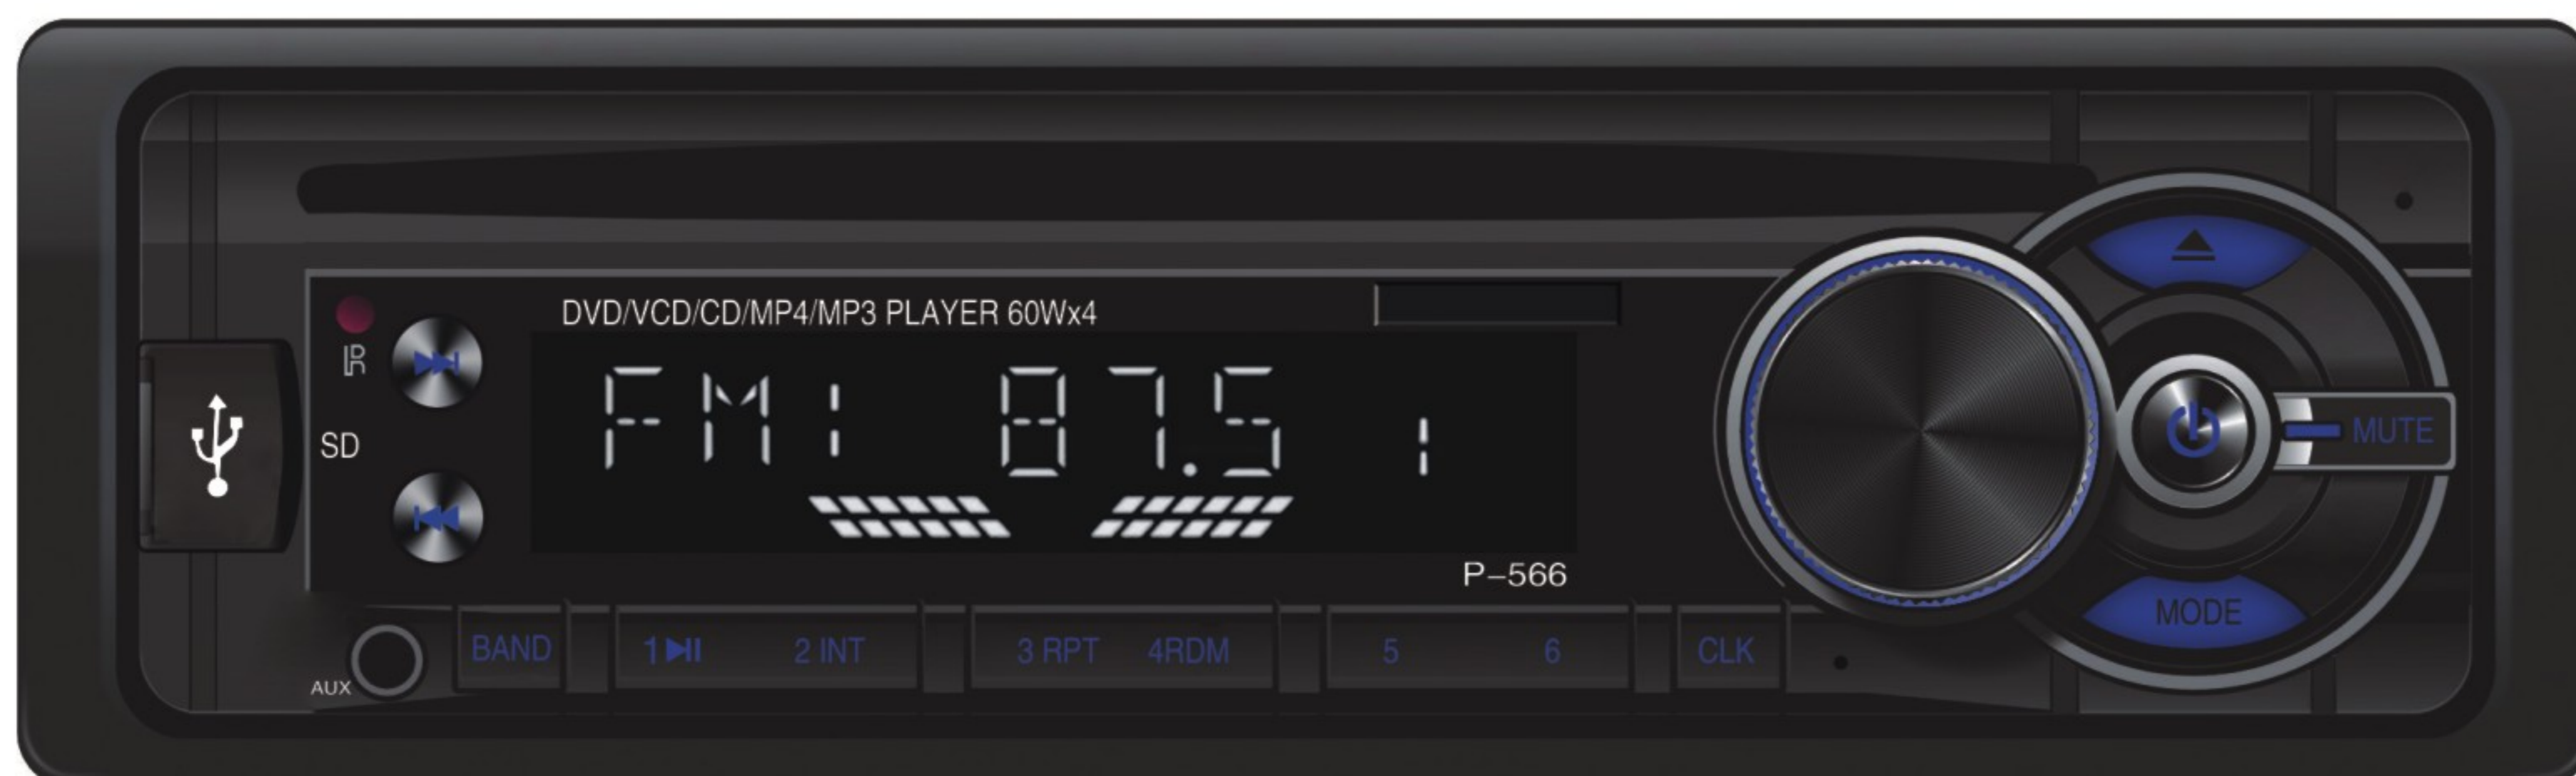 DVD/VCD/CD/MP4/MP3 PLAYER 60Wx4
IR
SD
FM1 87.5 1
P-566
MUTE
MODE
AUX
BAND 1 2 INT 3 RPT 4RDM 5 6 CLK